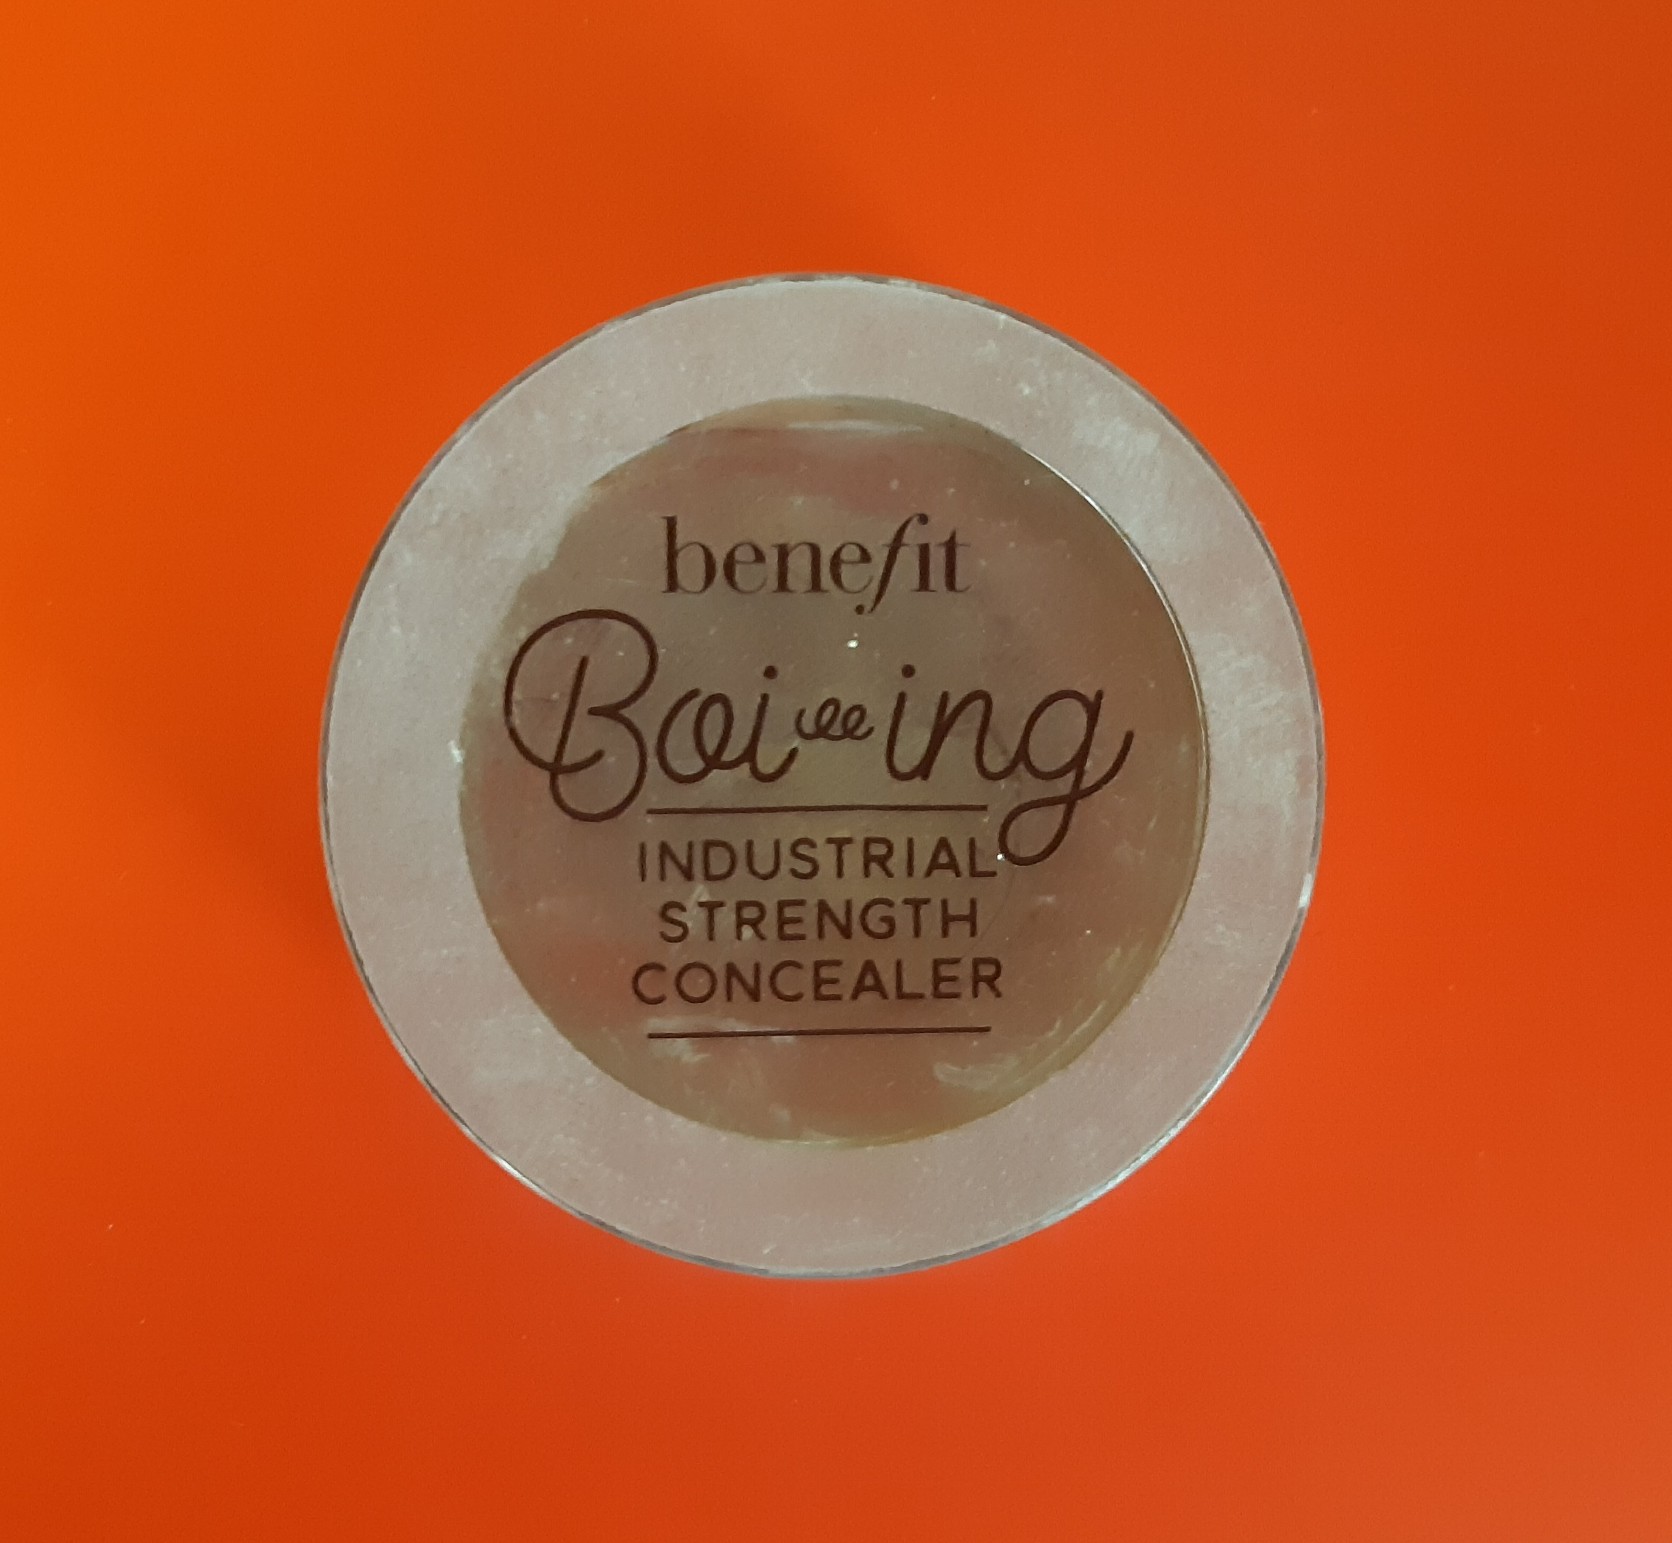 benefit
Boi-ing
INDUSTRIAL
STRENGTH
CONCEALER